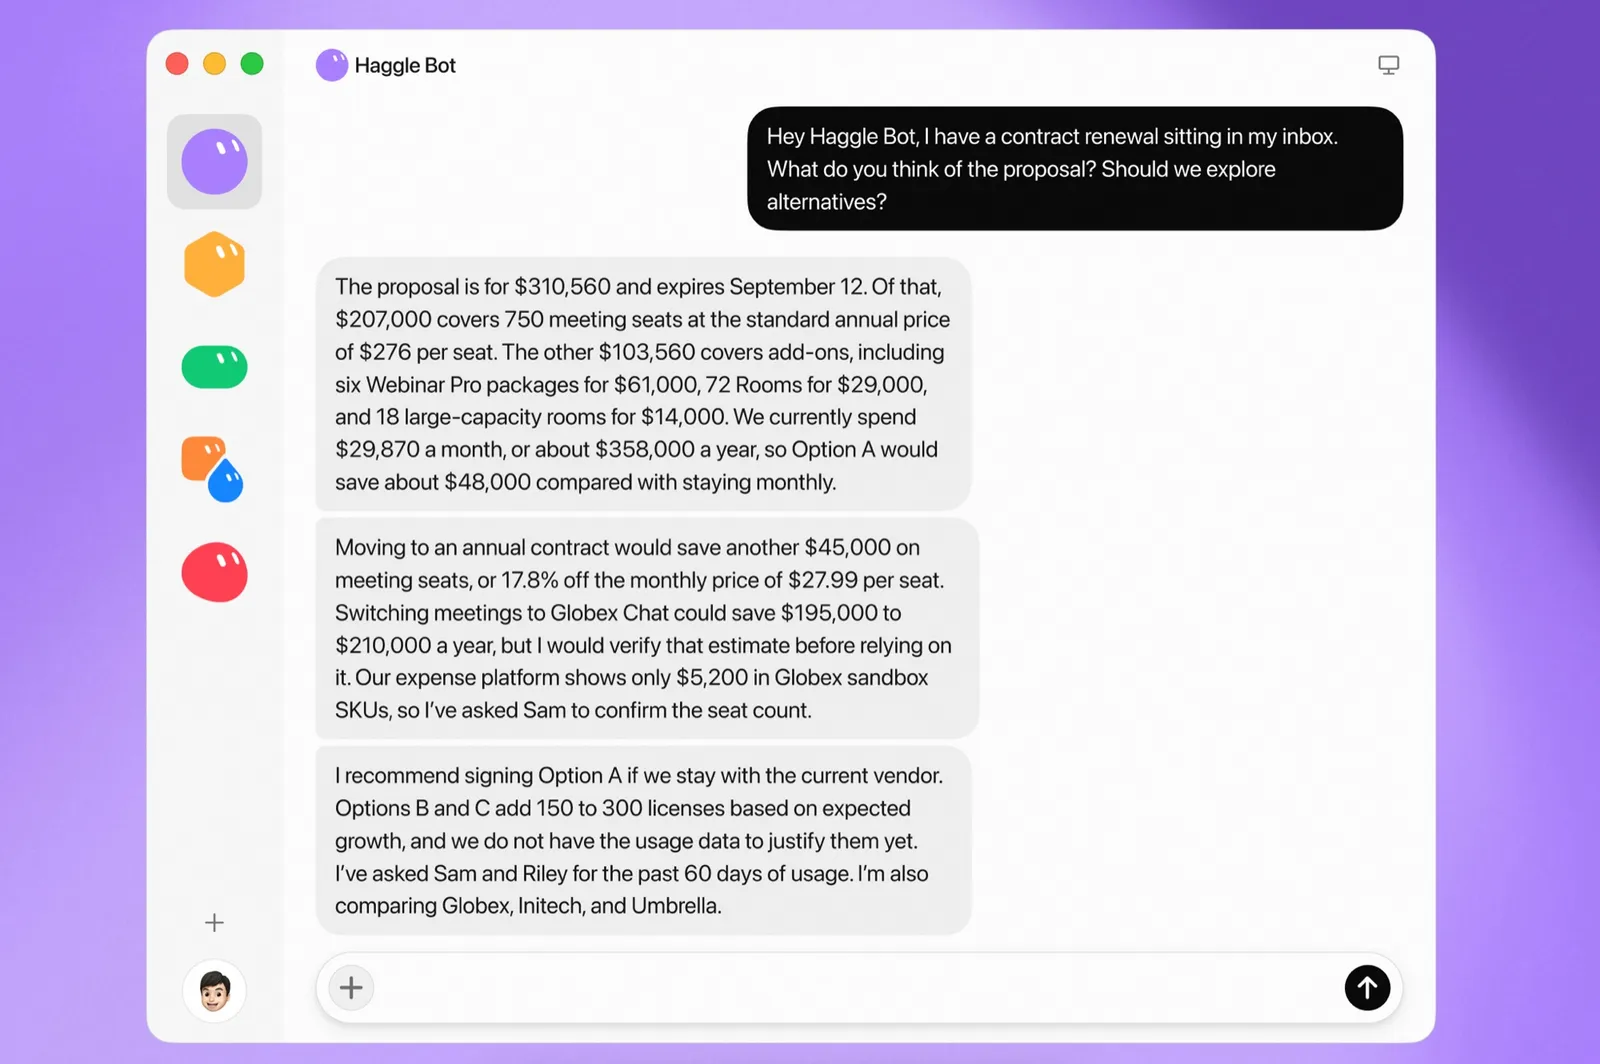 Haggle Bot
Hey Haggle Bot, I have a contract renewal sitting in my inbox.
What do you think of the proposal? Should we explore
alternatives?
The proposal is for $310,560 and expires September 12. Of that,
$207,000 covers 750 meeting seats at the standard annual price
of $276 per seat. The other $103,560 covers add-ons, including
six Webinar Pro packages for $61,000, 72 Rooms for $29,000,
and 18 large-capacity rooms for $14,000. We currently spend
$29,870 a month, or about $358,000 a year, so Option A would
save about $48,000 compared with staying monthly.
Moving to an annual contract would save another $45,000 on
meeting seats, or 17.8% off the monthly price of $27.99 per seat.
Switching meetings to Globex Chat could save $195,000 to
$210,000 a year, but I would verify that estimate before relying on
it. Our expense platform shows only $5,200 in Globex sandbox
SKUs, so I’ve asked Sam to confirm the seat count.
I recommend signing Option A if we stay with the current vendor.
Options B and C add 150 to 300 licenses based on expected
growth, and we do not have the usage data to justify them yet.
I’ve asked Sam and Riley for the past 60 days of usage. I’m also
comparing Globex, Initech, and Umbrella.